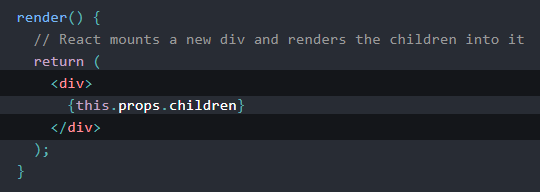 render() {
  // React mounts a new div and renders the children into it
  return (
    <div>
      {this.props.children}
    </div>
  );
}